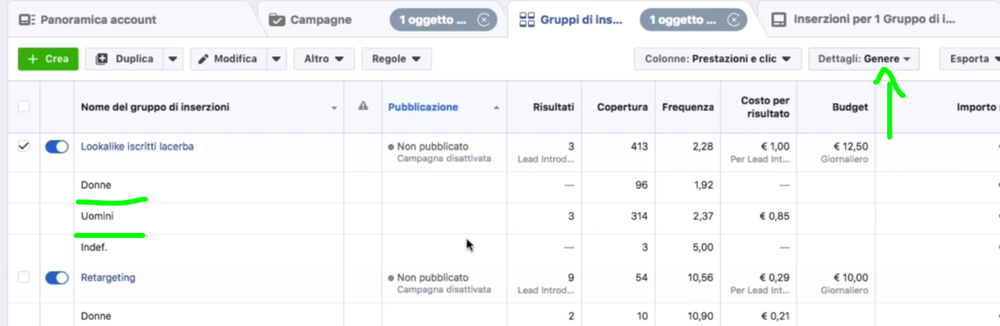 Panoramica account
Campagne
1 oggetto ...
Gruppi di ins...
1 oggetto ...
Inserzioni per 1 Gruppo di i...
+ Crea
Duplica
Modifica
Altro
Regole
Colonne: Prestazioni e clic
Dettagli: Genere
Esporta
Nome del gruppo di inserzioni
Pubblicazione
Risultati
Copertura
Frequenza
Costo per
risultato
Budget
Importo
Lookalike iscritti lacerba
Non pubblicato
Campagna disattivata
3
Lead Introd...
413
2,28
€ 1,00
Per Lead Int...
€ 12,50
Giornaliero
Donne
—
96
1,92
—
Uomini
3
314
2,37
€ 0,85
Indef.
—
3
5,00
—
Retargeting
Non pubblicato
Campagna disattivata
9
Lead Introd...
54
10,56
€ 0,29
Per Lead Int...
€ 10,00
Giornaliero
Donne
2
10
10,90
€ 0,21